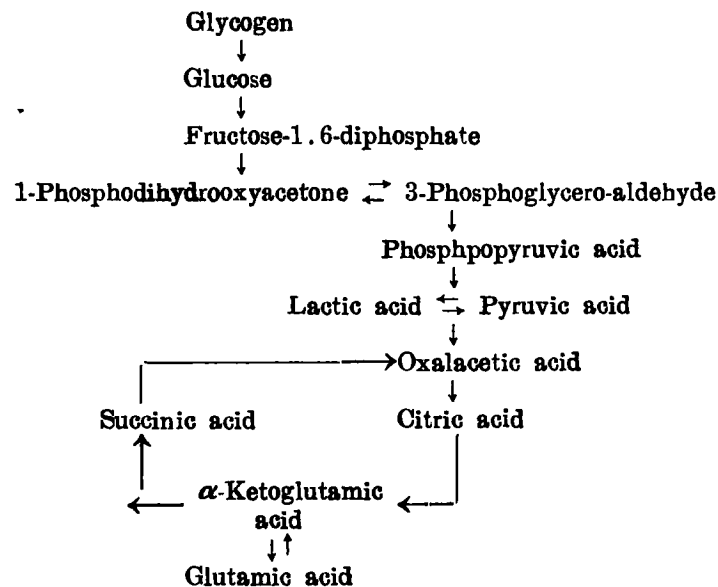 Glycogen
Glucose
Fructose-1.6-diphosphate
1-Phosphodihydrooxyacetone 3-Phosphoglycero-aldehyde
Phosphpopyruvic acid
Lactic acid Pyruvic acid
Oxalacetic acid
Succinic acid Citric acid
α-Ketoglutamic
acid
Glutamic acid